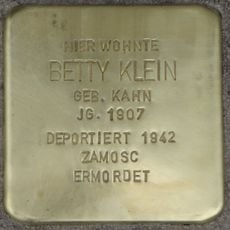 HIER WOHNTE
BETTY KLEIN
GEB. KAHN
JG. 1907
DEPORTIERT 1942
ZAMOSC
ERMORDET